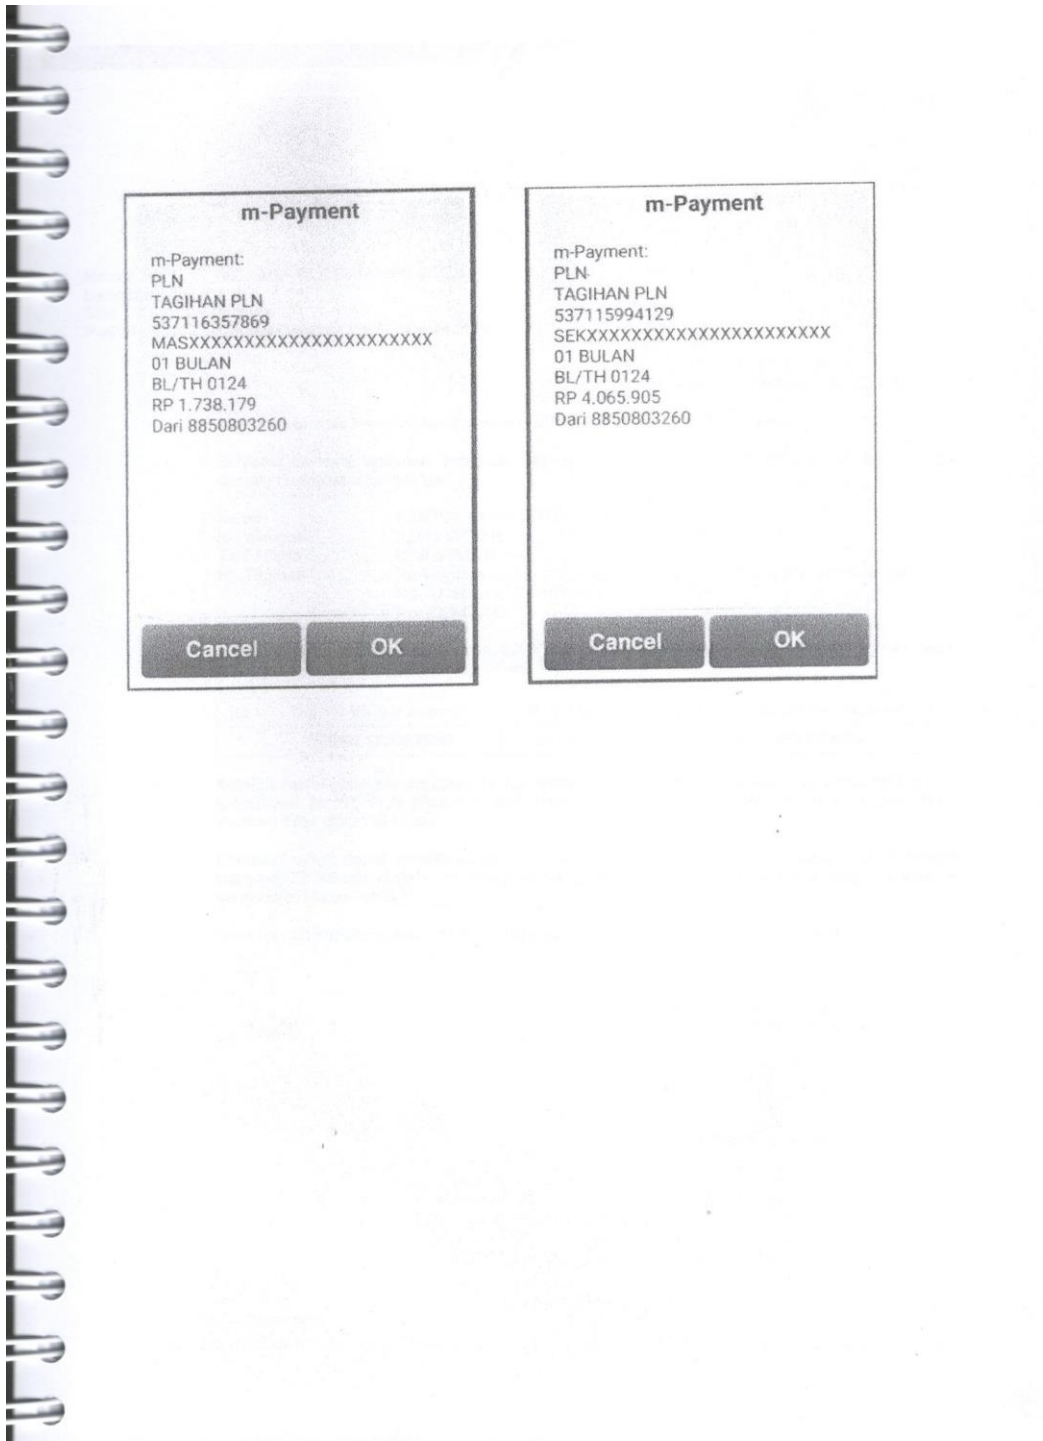 m-Payment
m-Payment:
PLN
TAGIHAN PLN
537116357869
MASXXXXXXXXXXXXXXXXXXXXXX
01 BULAN
BL/TH 0124
RP 1.738.179
Dari 8850803260
Cancel
OK
m-Payment
m-Payment:
PLN
TAGIHAN PLN
537115994129
SEKXXXXXXXXXXXXXXXXXXXXXX
01 BULAN
BL/TH 0124
RP 4.065.905
Dari 8850803260
Cancel
OK